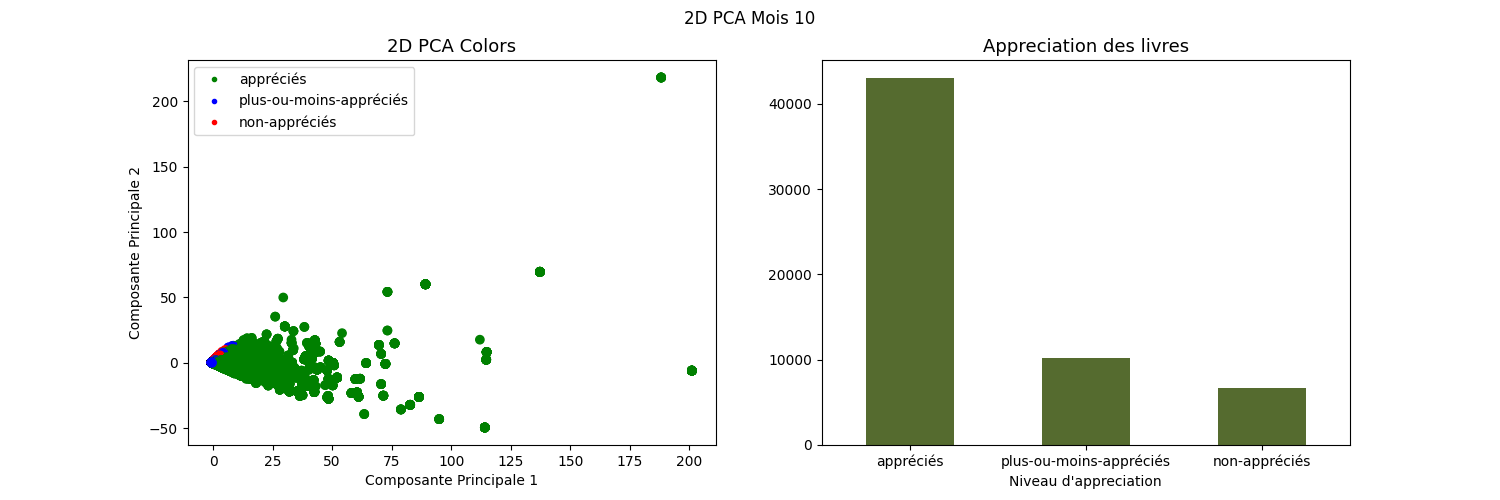 2D PCA Mois 10
2D PCA Colors
appréciés
plus-ou-moins-appréciés
non-appréciés
200
150
100
50
0
−50
Composante Principale 2
0
25
50
75
100
125
150
175
200
Composante Principale 1
Appreciation des livres
40000
30000
20000
10000
0
appréciés
plus-ou-moins-appréciés
non-appréciés
Niveau d'appreciation